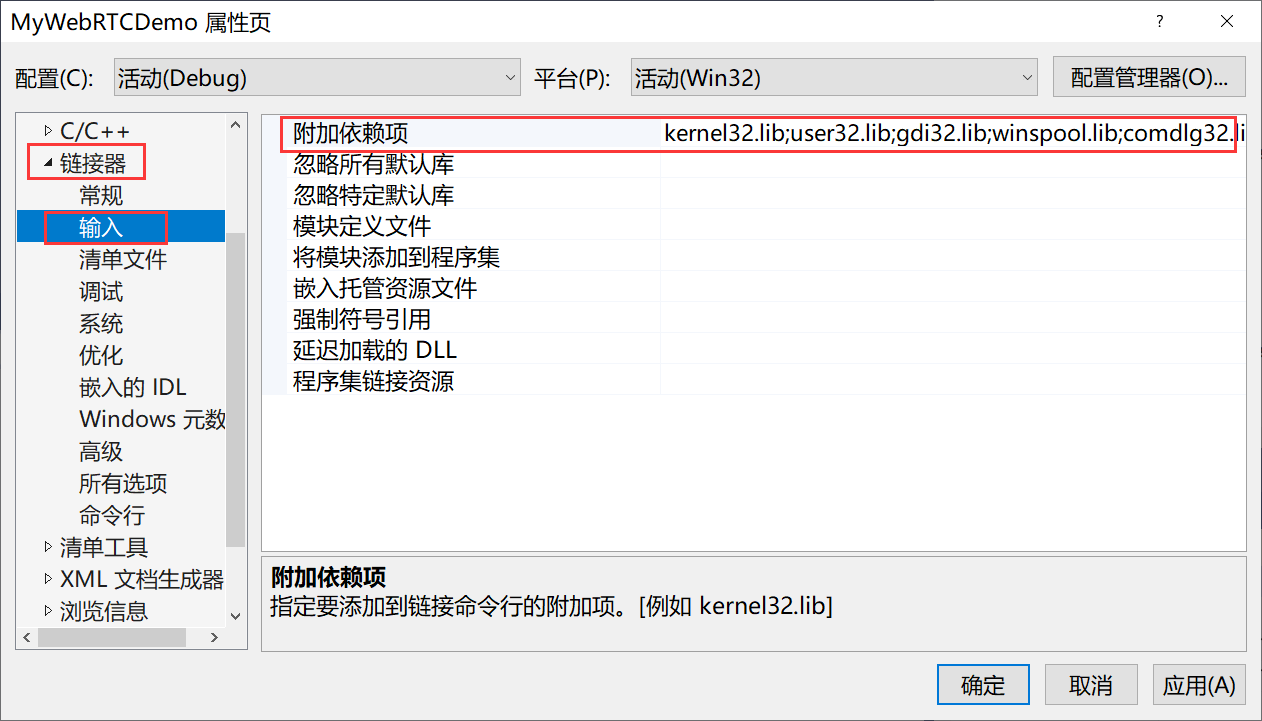 MyWebRTCDemo 属性页
配置(C): 活动(Debug) 平台(P): 活动(Win32) 配置管理器(O)...
C/C++
链接器
常规
输入
清单文件
调试
系统
优化
嵌入的 IDL
Windows 元数
高级
所有选项
命令行
清单工具
XML 文档生成器
浏览信息
附加依赖项 kernel32.lib;user32.lib;gdi32.lib;winspool.lib;comdlg32.li
忽略所有默认库
忽略特定默认库
模块定义文件
将模块添加到程序集
嵌入托管资源文件
强制符号引用
延迟加载的 DLL
程序集链接资源
附加依赖项
指定要添加到链接命令行的附加项。[例如 kernel32.lib]
确定 取消 应用(A)